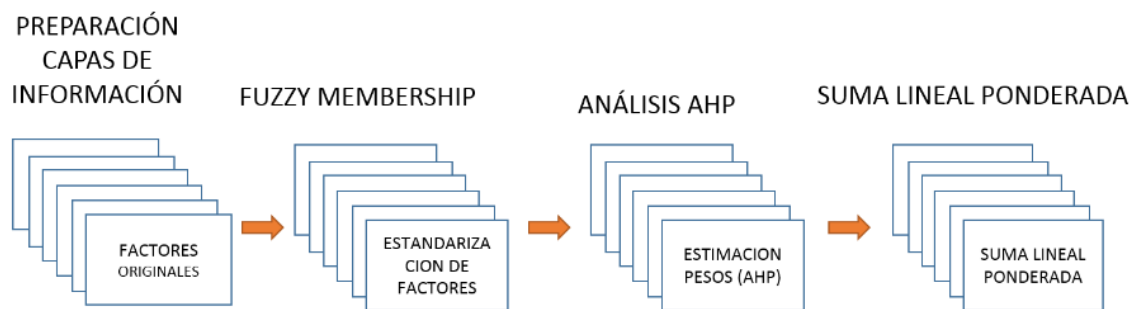 PREPARACIÓN
CAPAS DE
INFORMACIÓN
FUZZY MEMBERSHIP
ANÁLISIS AHP
SUMA LINEAL PONDERADA
FACTORES
ORIGINALES
ESTANDARIZA
CION DE
FACTORES
ESTIMACION
PESOS (AHP)
SUMA LINEAL
PONDERADA